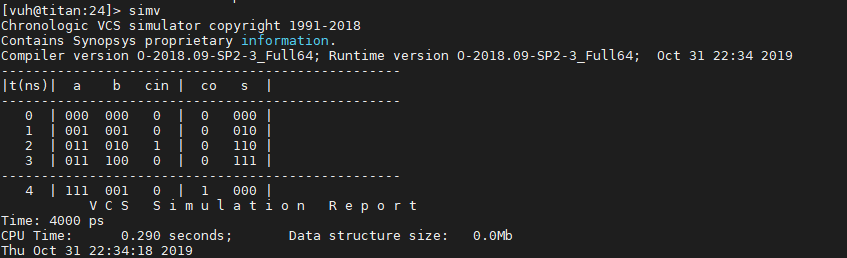 [vuh@titan:24]> simv
Chronologic VCS simulator copyright 1991-2018
Contains Synopsys proprietary information.
Compiler version O-2018.09-SP2-3_Full64; Runtime version O-2018.09-SP2-3_Full64;  Oct 31 22:34 2019
--------------------------------------------------
|t(ns)|  a    b   cin  |  co   s  |
--------------------------------------------------
   0  | 000  000   0  |  0   000 |
   1  | 001  001   0  |  0   010 |
   2  | 011  010   1  |  0   110 |
   3  | 011  100   0  |  0   111 |
--------------------------------------------------
   4  | 111  001   0  |  1   000 |
           V C S   S i m u l a t i o n   R e p o r t
Time: 4000 ps
CPU Time:      0.290 seconds;       Data structure size:   0.0Mb
Thu Oct 31 22:34:18 2019